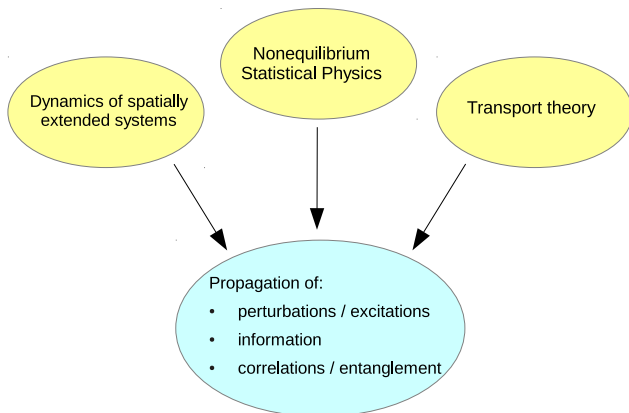 Nonequilibrium
Statistical Physics
Dynamics of spatially
extended systems
Transport theory
Propagation of:
• perturbations / excitations
• information
• correlations / entanglement